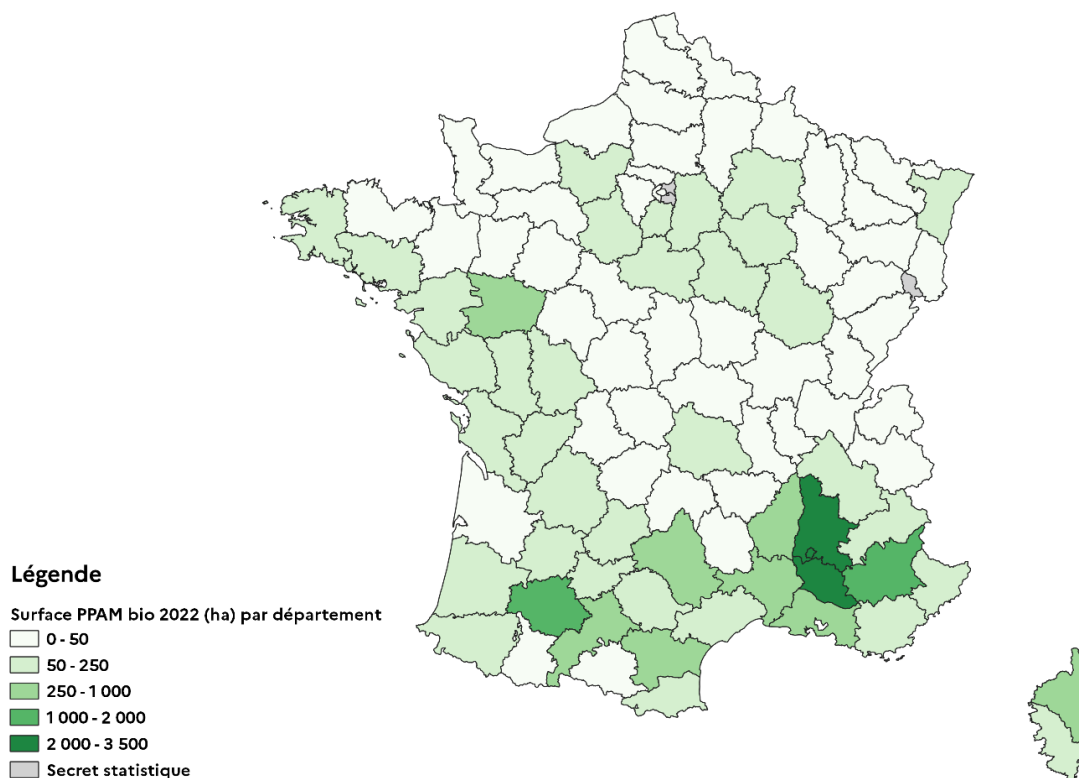 Légende
Surface PPAM bio 2022 (ha) par département
0 - 50
50 - 250
250 - 1 000
1 000 - 2 000
2 000 - 3 500
Secret statistique